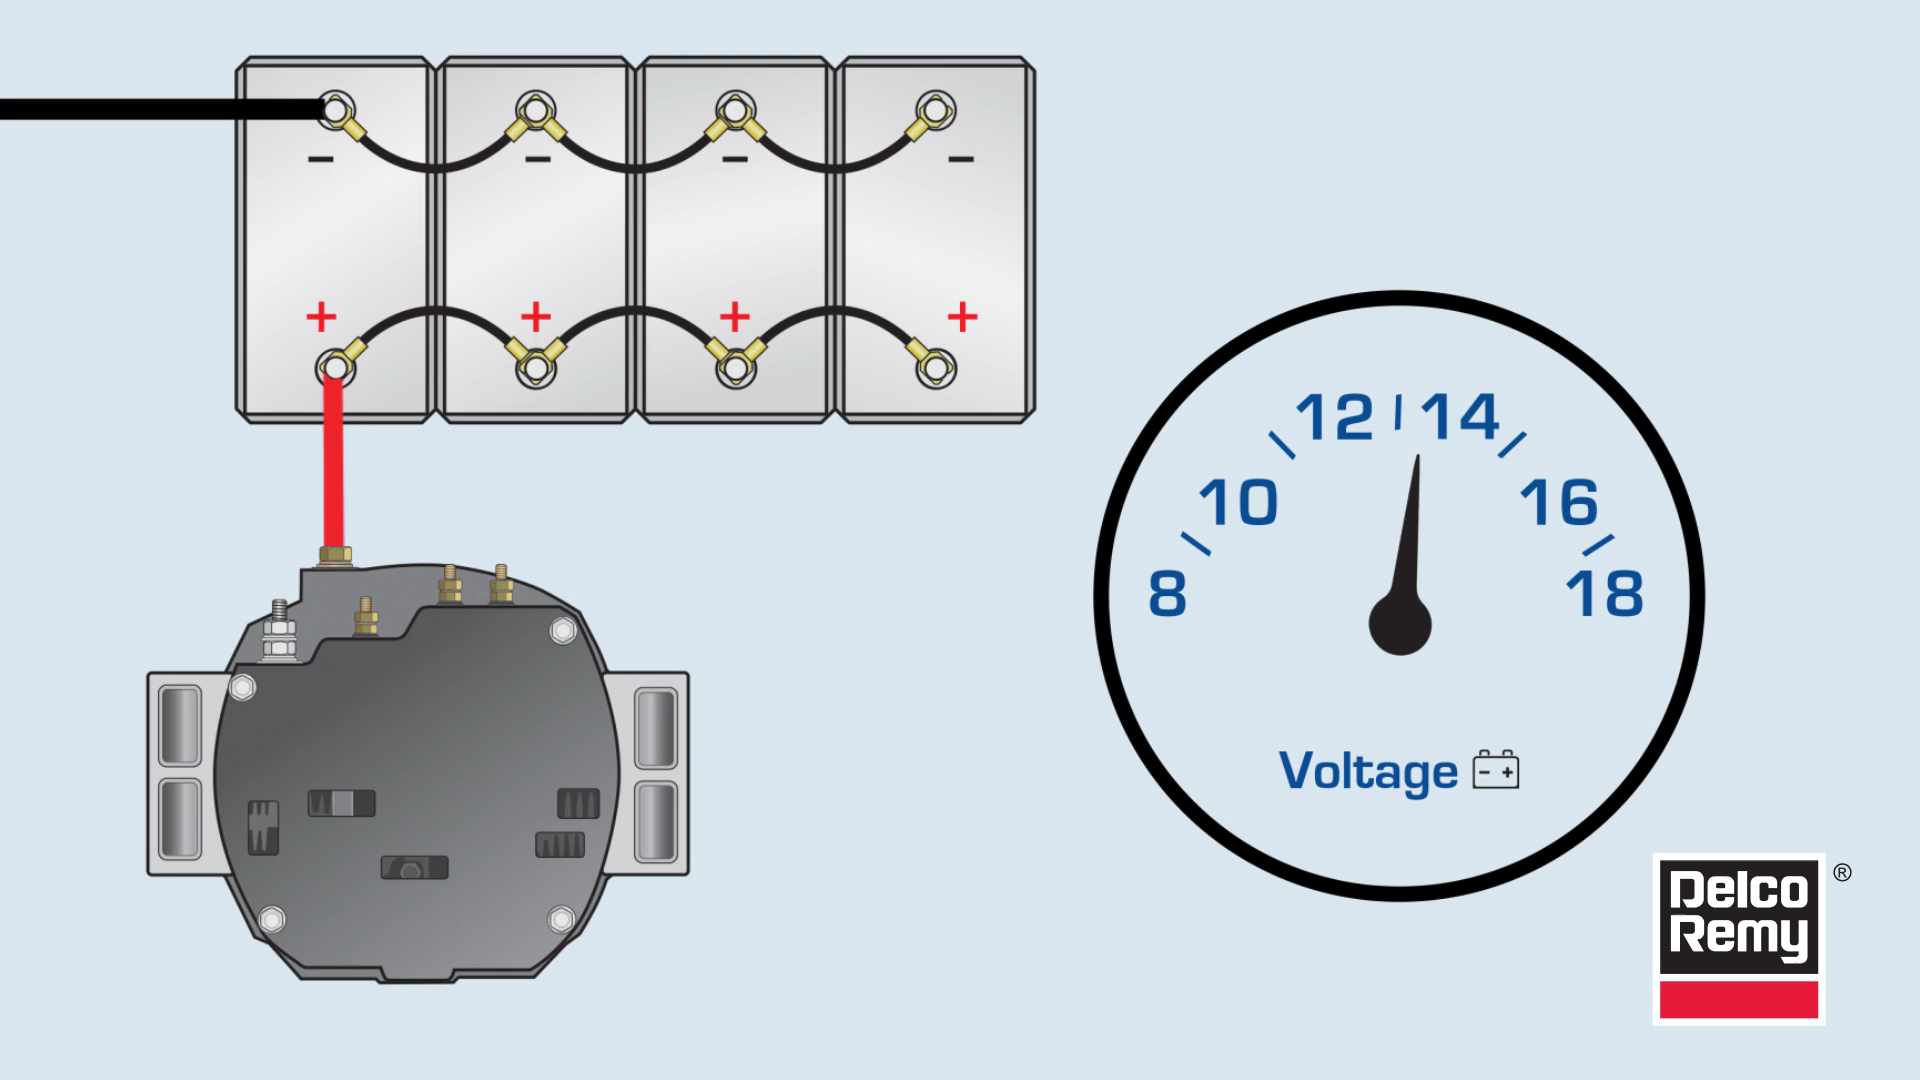 − − − −
+ + + +
8 10 12 14 16 18
Voltage - +
Delco
Remy
®